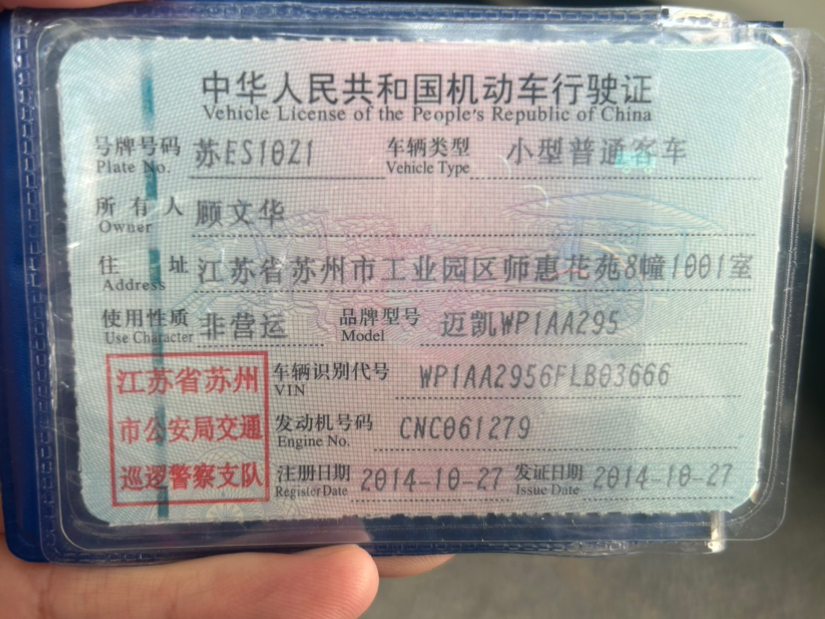 中华人民共和国机动车行驶证
Vehicle License of the People's Republic of China
号牌号码 苏ES10Z1 车辆类型 小型普通客车
Plate No. Vehicle Type
所有人 顾文华
Owner
住址 江苏省苏州市工业园区师惠花苑8幢1001室
Address
使用性质 非营运 品牌型号 迈凯WP1AA295
Use Character Model
车辆识别代号 WP1AA2956FLB03666
VIN
发动机号码 CNC061279
Engine No.
注册日期 2014-10-27 发证日期 2014-10-27
Register Date Issue Date
江苏省苏州
市公安局交通
巡逻警察支队